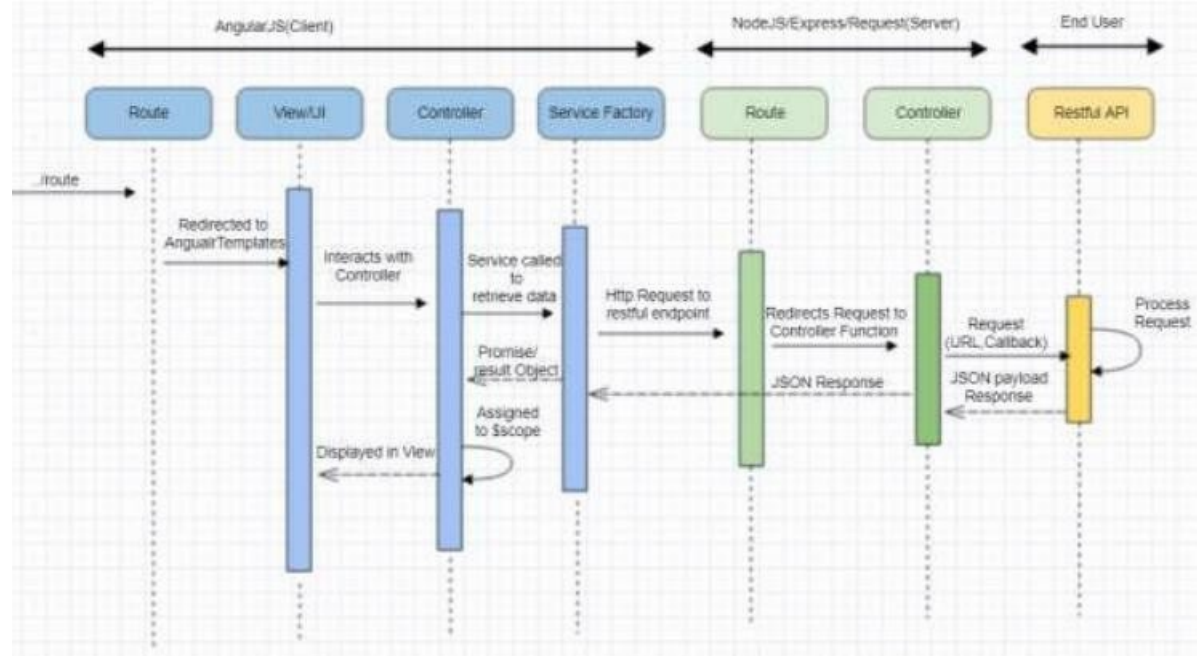 AngularJS(Client)
NodeJS/Express/Request(Server)
End User
Route
View/UI
Controller
Service Factory
Route
Controller
Restful API
../route
Redirected to
AngualrTemplates
Interacts with
Controller
Service called
to
retrieve data
Http Request to
restful endpoint
Redirects Request to
Controller Function
Request
(URL,Callback)
Process
Request
Promise/
result Object
JSON Response
JSON payload
Response
Assigned
to $scope
Displayed in View